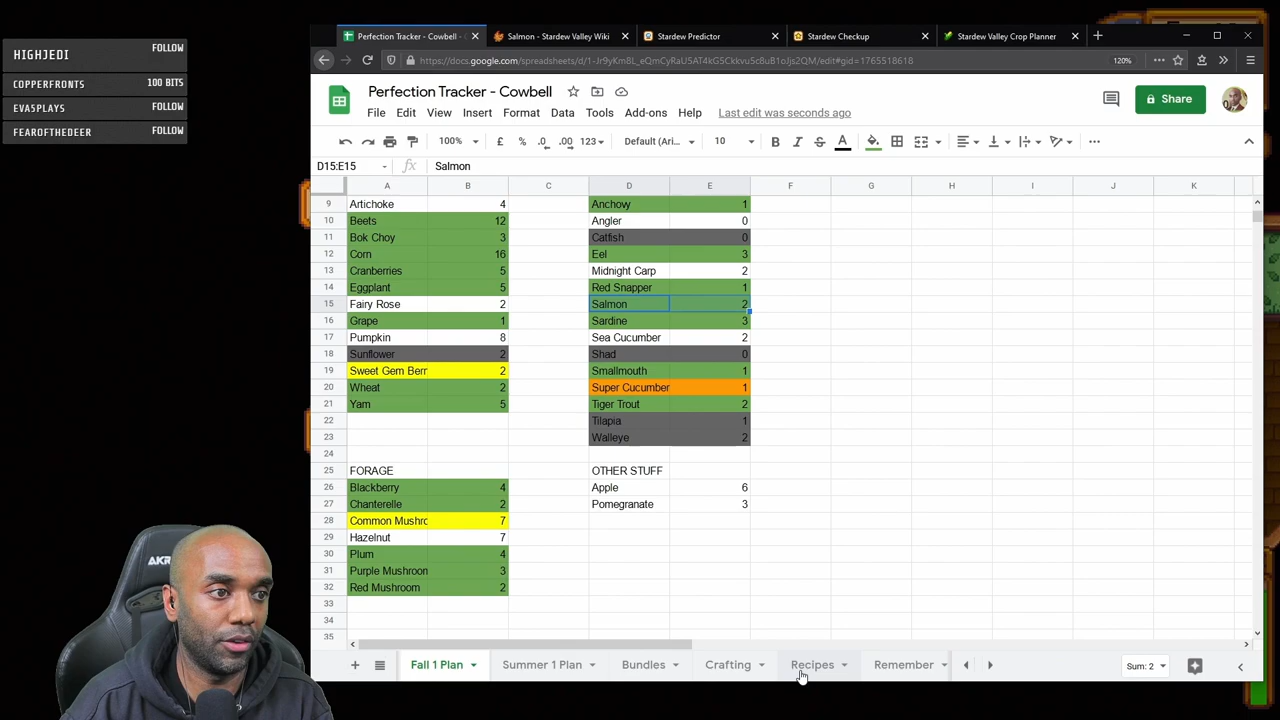 HIGHJEDI FOLLOW
COPPERFRONTS 100 BITS
EVASPLAYS FOLLOW
FEAROFTHEDEER FOLLOW
Perfection Tracker - Cowbell - G
Salmon - Stardew Valley Wiki
Stardew Predictor
Stardew Checkup
Stardew Valley Crop Planner
120%
Perfection Tracker - Cowbell
File Edit View Insert Format Data Tools Add-ons Help Last edit was seconds ago
Share
100% £ % .0 .00 123 Default (Ari... 10 B I S A
D15:E15 fx Salmon
A B C D E F G H I J K
9 Artichoke 4 Anchovy 1
10 Beets 12 Angler 0
11 Bok Choy 3 Catfish 0
12 Corn 16 Eel 3
13 Cranberries 5 Midnight Carp 2
14 Eggplant 5 Red Snapper 1
15 Fairy Rose 2 Salmon 2
16 Grape 1 Sardine 3
17 Pumpkin 8 Sea Cucumber 2
18 Sunflower 2 Shad 0
19 Sweet Gem Berr 2 Smallmouth 1
20 Wheat 2 Super Cucumber 1
21 Yam 5 Tiger Trout 2
22 Tilapia 1
23 Walleye 2
24
25 FORAGE OTHER STUFF
26 Blackberry 4 Apple 6
27 Chanterelle 2 Pomegranate 3
28 Common Mushro 7
29 Hazelnut 7
30 Plum 4
31 Purple Mushroom 3
32 Red Mushroom 2
33
34
35
Fall 1 Plan Summer 1 Plan Bundles Crafting Recipes Remember Sum: 2